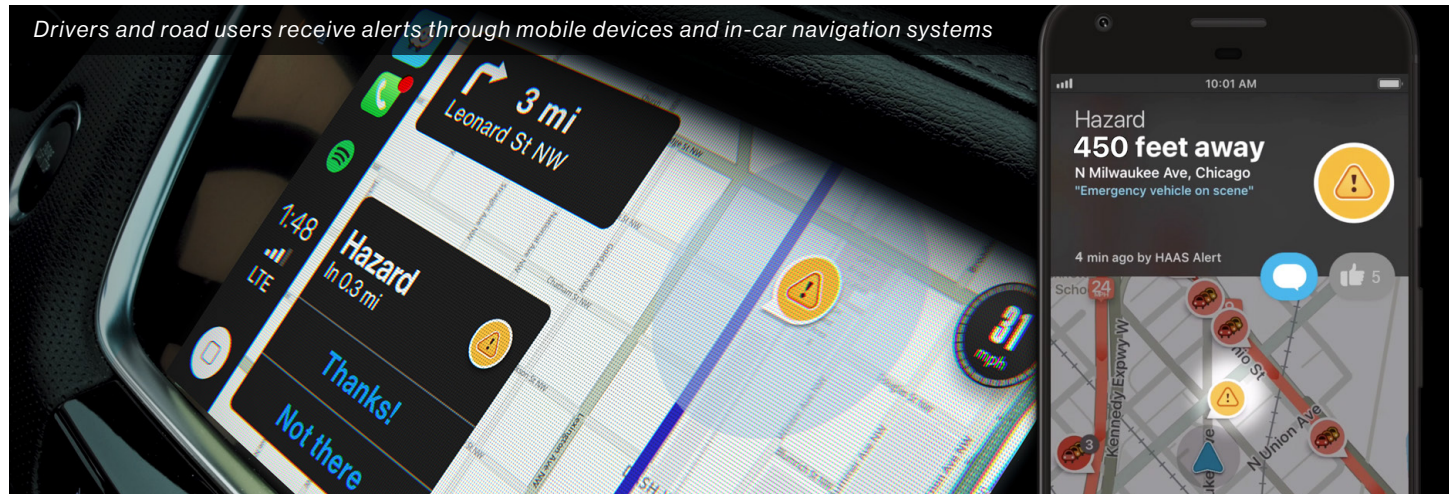 Drivers and road users receive alerts through mobile devices and in-car navigation systems
3 mi
Leonard St NW
1:48
LTE
Hazard
In 0.3 mi
Thanks!
Not there
31
mph
10:01 AM
Hazard
450 feet away
N Milwaukee Ave, Chicago
"Emergency vehicle on scene"
4 min ago by HAAS Alert
5
24
Kennedy Expwy W
N Union Ave
3